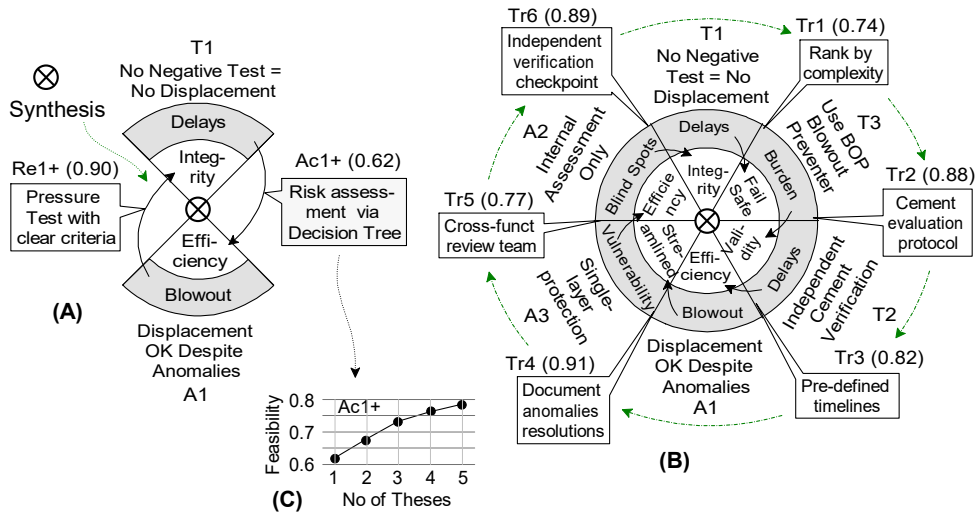 T1
No Negative Test =
No Displacement
Synthesis
Delays
Integ-
rity
Re1+ (0.90)
Pressure
Test with
clear criteria
Ac1+ (0.62)
Risk assess-
ment via
Decision Tree
Effi-
ciency
Blowout
(A)
Displacement
OK Despite
Anomalies
A1
Feasibility
0.8
0.7
0.6
Ac1+
1 2 3 4 5
No of Theses
(C)
Tr6 (0.89)
Independent
verification
checkpoint
T1
No Negative
Test = No
Displacement
Tr1 (0.74)
Rank by
complexity
A2
Internal
Assessment
Only
T3
Use BOP
Blowout
Preventer
Tr5 (0.77)
Cross-funct
review team
Tr2 (0.88)
Cement
evaluation
protocol
Delays
Burden
Delays
Blowout
Vulnerability
Blind Spots
Integ-
rity
Fail
Safe
Vali-
dity
Effi-
ciency
Stre-
amlined
Efficie
ncy
A3
Single-
layer
protection
T2
Independent
Cement
Verification
Tr4 (0.91)
Document
anomalies
resolutions
Displacement
OK Despite
Anomalies
A1
Tr3 (0.82)
Pre-defined
timelines
(B)